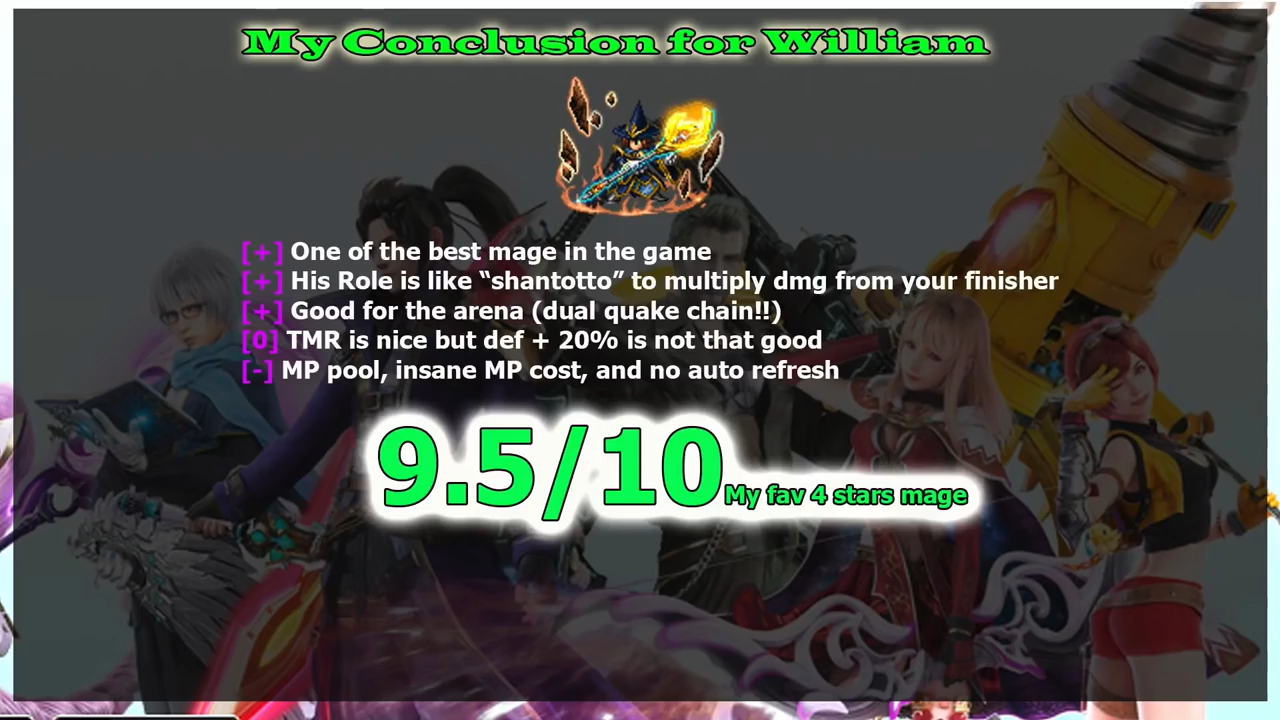 My Conclusion for William
[+] One of the best mage in the game
[+] His Role is like “shantotto” to multiply dmg from your finisher
[+] Good for the arena (dual quake chain!!)
[0] TMR is nice but def + 20% is not that good
[-] MP pool, insane MP cost, and no auto refresh
9.5/10 My fav 4 stars mage